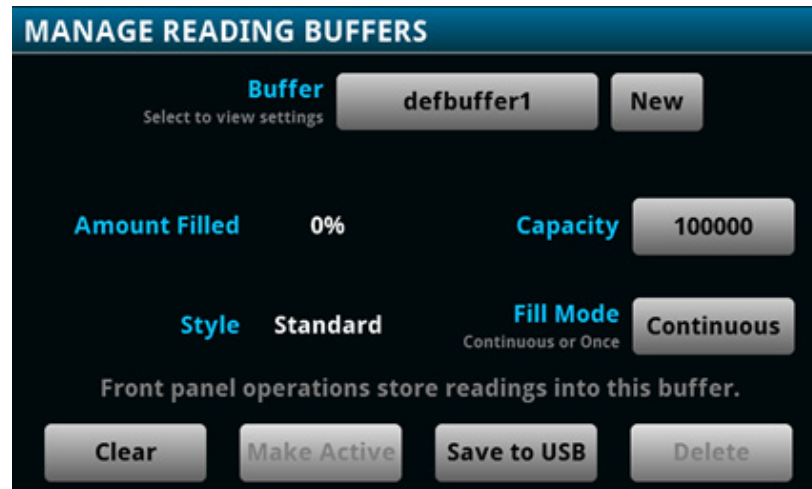 MANAGE READING BUFFERS
Buffer
Select to view settings
defbuffer1
New
Amount Filled
0%
Capacity
100000
Style
Standard
Fill Mode
Continuous or Once
Continuous
Front panel operations store readings into this buffer.
Clear
Make Active
Save to USB
Delete